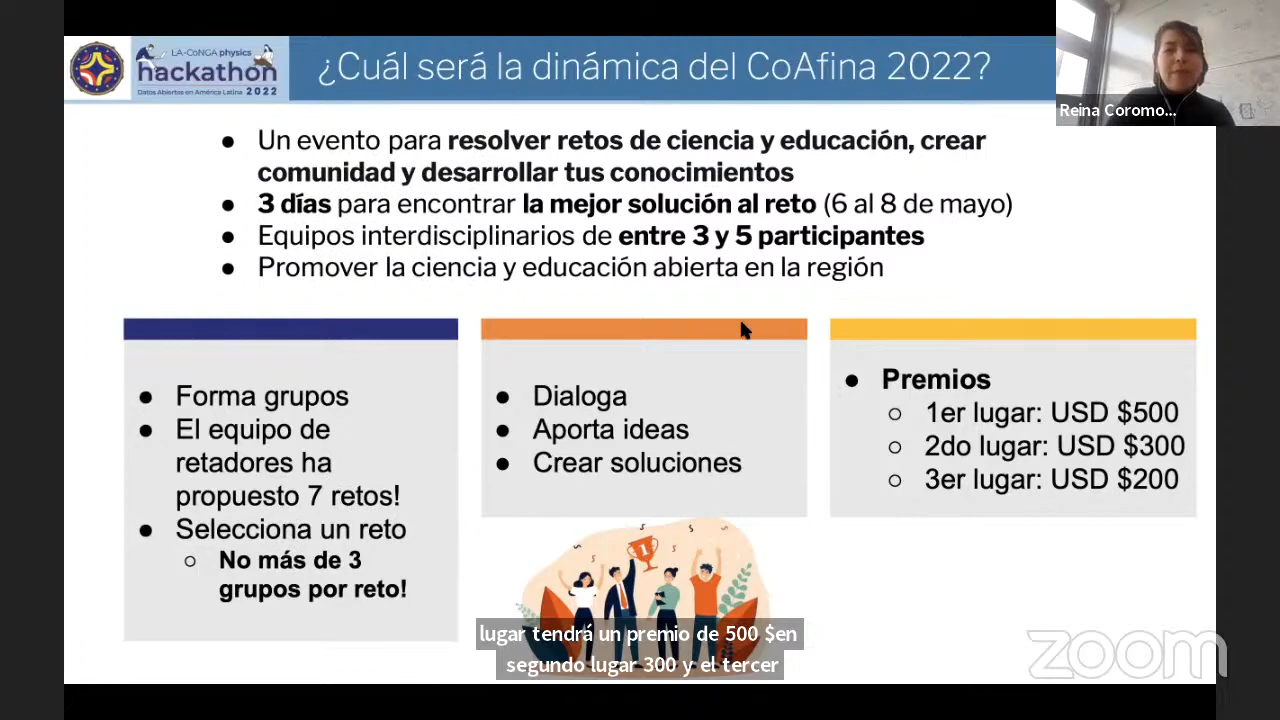 LA-CoNGA physics
hackathon
Datos Abiertos en América Latina 2022
¿Cuál será la dinámica del CoAfina 2022?
Reina Coromo...
● Un evento para resolver retos de ciencia y educación, crear
comunidad y desarrollar tus conocimientos
● 3 días para encontrar la mejor solución al reto (6 al 8 de mayo)
● Equipos interdisciplinarios de entre 3 y 5 participantes
● Promover la ciencia y educación abierta en la región
● Forma grupos
● El equipo de
retadores ha
propuesto 7 retos!
● Selecciona un reto
○ No más de 3
grupos por reto!
● Dialoga
● Aporta ideas
● Crear soluciones
● Premios
○ 1er lugar: USD $500
○ 2do lugar: USD $300
○ 3er lugar: USD $200
1
lugar tendrá un premio de 500 $en
segundo lugar 300 y el tercer
zoom